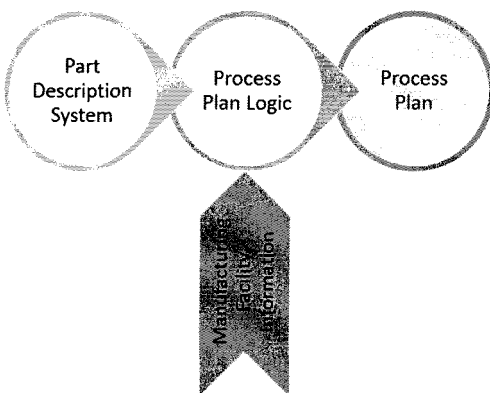 Part
Description
System
Process
Plan Logic
Process
Plan
Manufacturing
Facility
Information